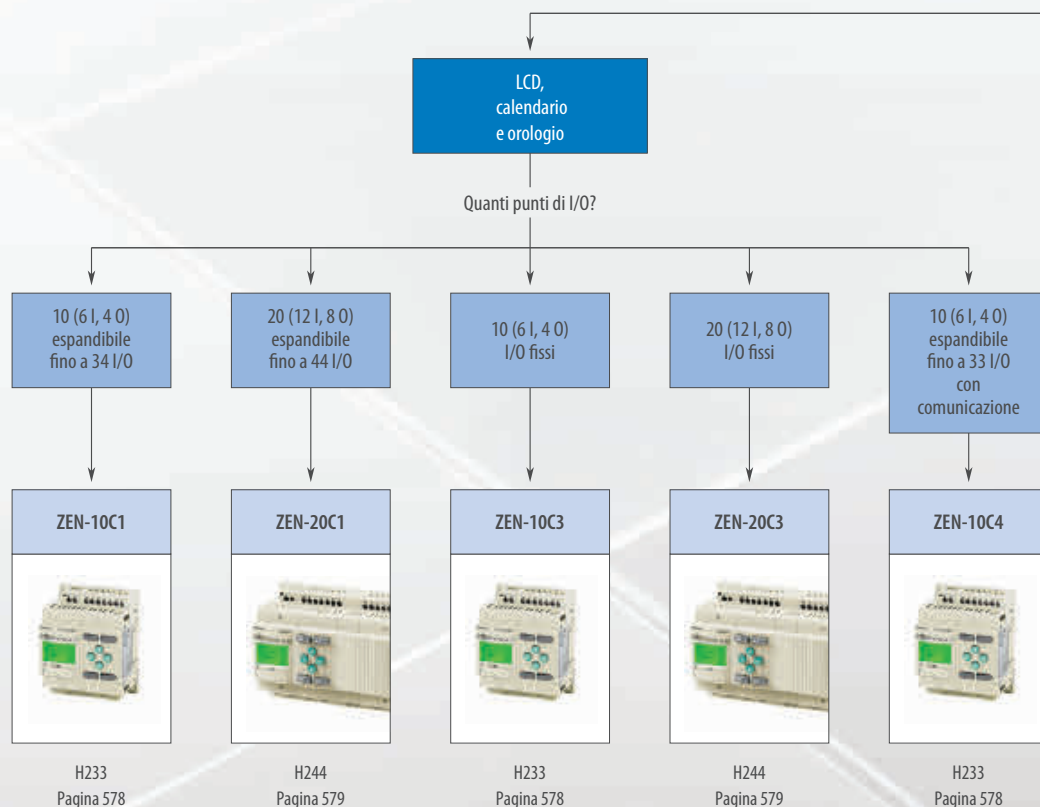 LCD,
calendario
e orologio
Quanti punti di I/O?
10 (6 I, 4 O)
espandibile
fino a 34 I/O
20 (12 I, 8 O)
espandibile
fino a 44 I/O
10 (6 I, 4 O)
I/O fissi
20 (12 I, 8 O)
I/O fissi
10 (6 I, 4 O)
espandibile
fino a 33 I/O
con
comunicazione
ZEN-10C1
ZEN-20C1
ZEN-10C3
ZEN-20C3
ZEN-10C4
H233
Pagina 578
H244
Pagina 579
H233
Pagina 578
H244
Pagina 579
H233
Pagina 578